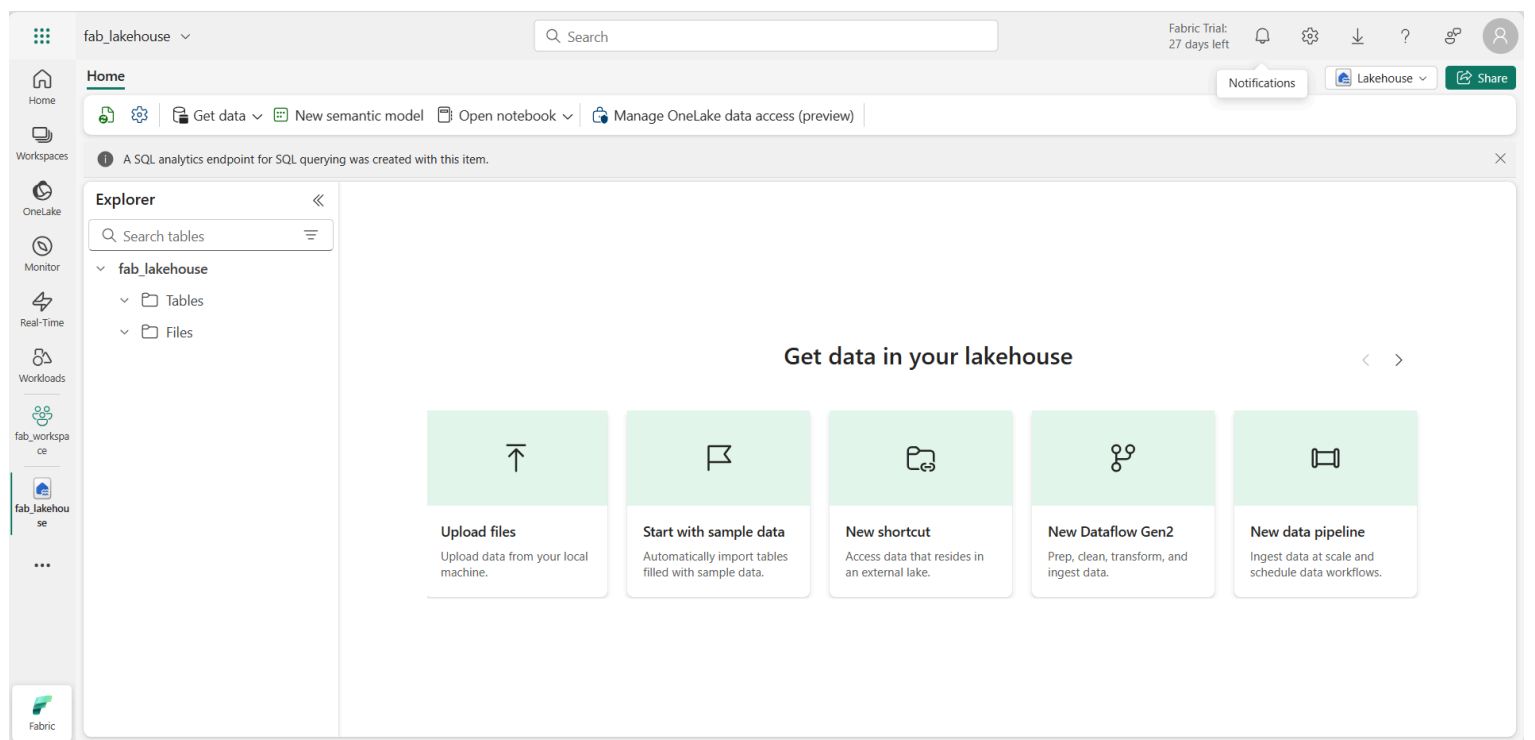 fab_lakehouse
Search
Fabric Trial:
27 days left
Home
Workspaces
OneLake
Monitor
Real-Time
Workloads
fab_workspa
ce
fab_lakehou
se
Fabric
Home
Notifications
Lakehouse
Share
Get data
New semantic model
Open notebook
Manage OneLake data access (preview)
A SQL analytics endpoint for SQL querying was created with this item.
Explorer
Search tables
fab_lakehouse
Tables
Files
Get data in your lakehouse
Upload files
Upload data from your local
machine.
Start with sample data
Automatically import tables
filled with sample data.
New shortcut
Access data that resides in
an external lake.
New Dataflow Gen2
Prep, clean, transform, and
ingest data.
New data pipeline
Ingest data at scale and
schedule data workflows.